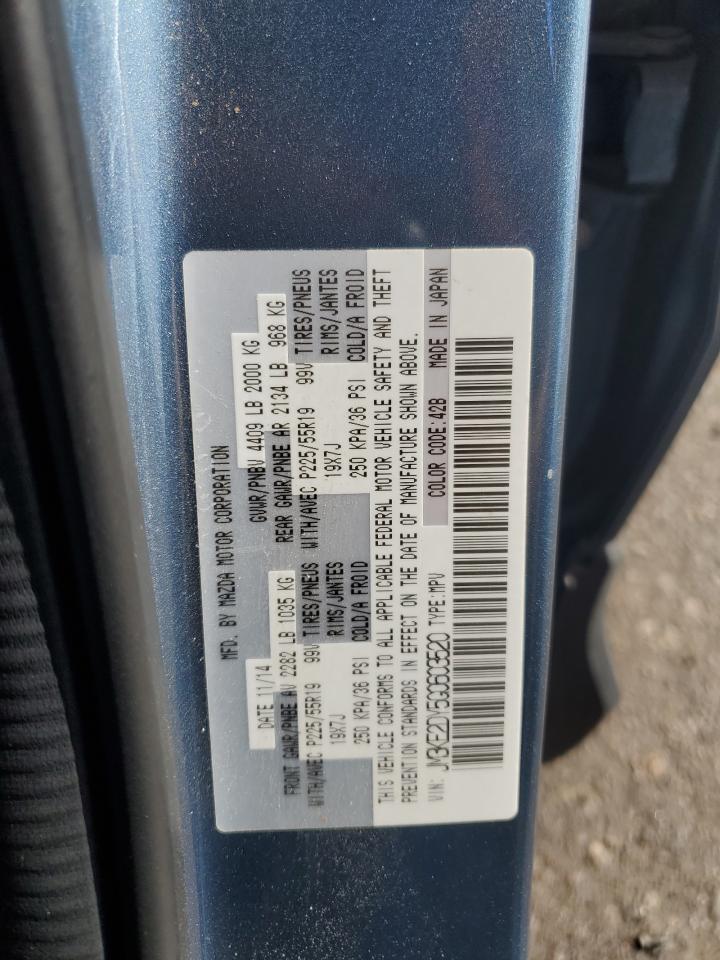 MFD. BY MAZDA MOTOR CORPORATION
DATE 11/14 GVWR/PNBV 4409 LB 2000 KG
FRONT GAWR/PNBE AV 2282 LB 1035 KG REAR GAWR/PNBE AR 2134 LB 968 KG
WITH/AVEC P225/55R19 99V TIRES/PNEUS WITH/AVEC P225/55R19 99V TIRES/PNEUS
19X7J RIMS/JANTES 19X7J RIMS/JANTES
250 KPA/36 PSI COLD/A FROID 250 KPA/36 PSI COLD/A FROID
THIS VEHICLE CONFORMS TO ALL APPLICABLE FEDERAL MOTOR VEHICLE SAFETY AND THEFT
PREVENTION STANDARDS IN EFFECT ON THE DATE OF MANUFACTURE SHOWN ABOVE.
VIN: JM3KE2DY5G0603520 TYPE:MPV COLOR CODE:42B MADE IN JAPAN